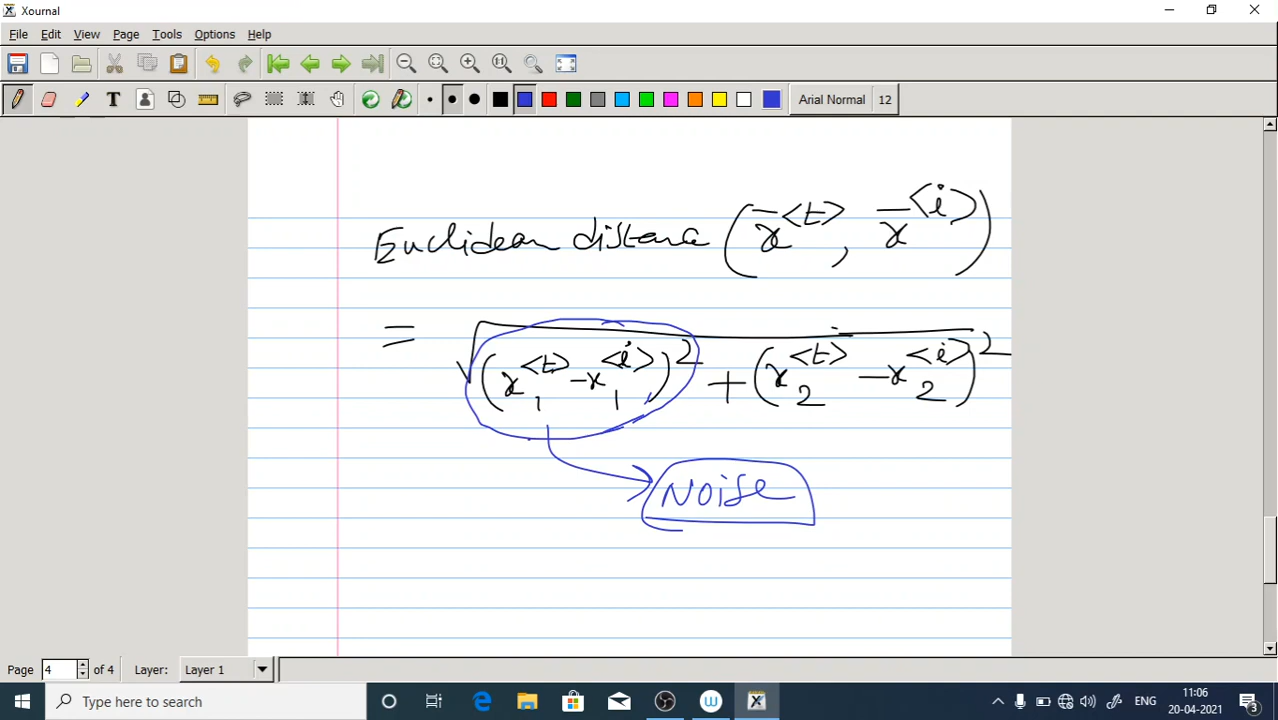 Xournal
File Edit View Page Tools Options Help
Arial Normal 12
Euclidean distance (x̄<t>, x̄<i>)
= √(x₁<t> − x₁<i>)² + (x₂<t> − x₂<i>)²
Noise
Page 4 of 4 Layer: Layer 1
Type here to search
ENG
11:06
20-04-2021
3